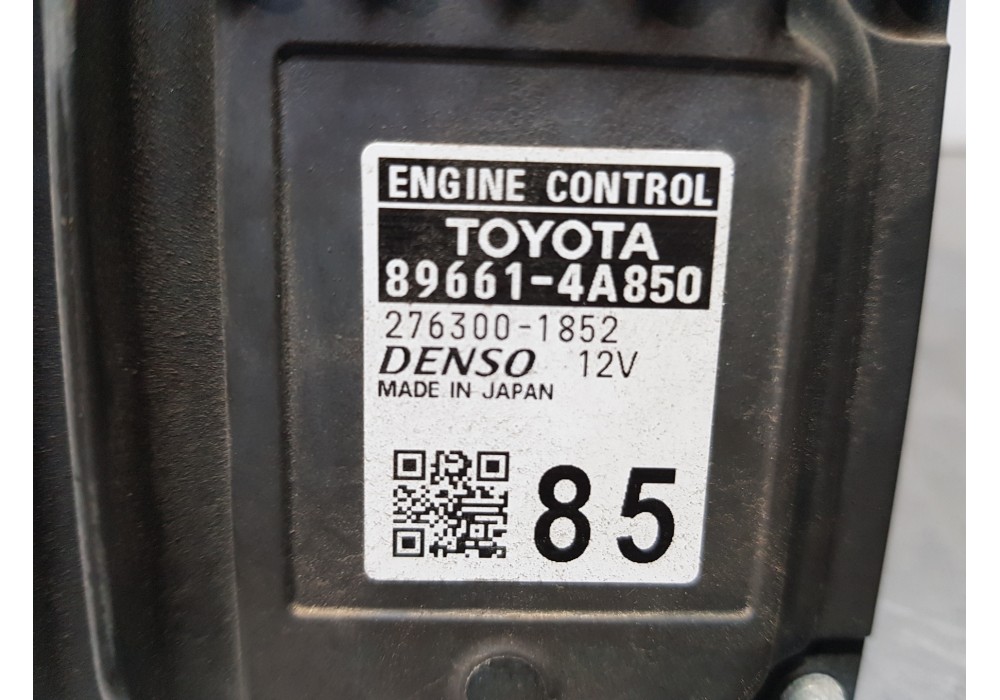 ENGINE CONTROL
TOYOTA
89661-4A850
276300-1852
DENSO 12V
MADE IN JAPAN
85